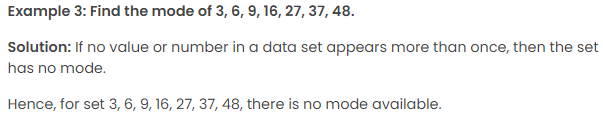 Example 3: Find the mode of 3, 6, 9, 16, 27, 37, 48.
Solution: If no value or number in a data set appears more than once, then the set
has no mode.
Hence, for set 3, 6, 9, 16, 27, 37, 48, there is no mode available.